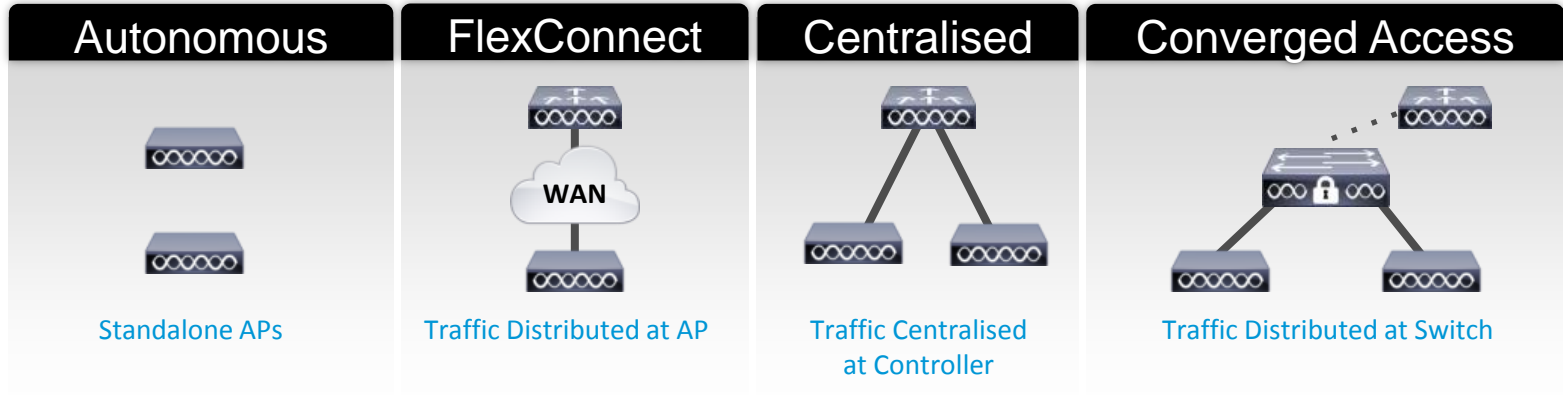 Autonomous
FlexConnect
Centralised
Converged Access
WAN
Standalone APs
Traffic Distributed at AP
Traffic Centralised
at Controller
Traffic Distributed at Switch